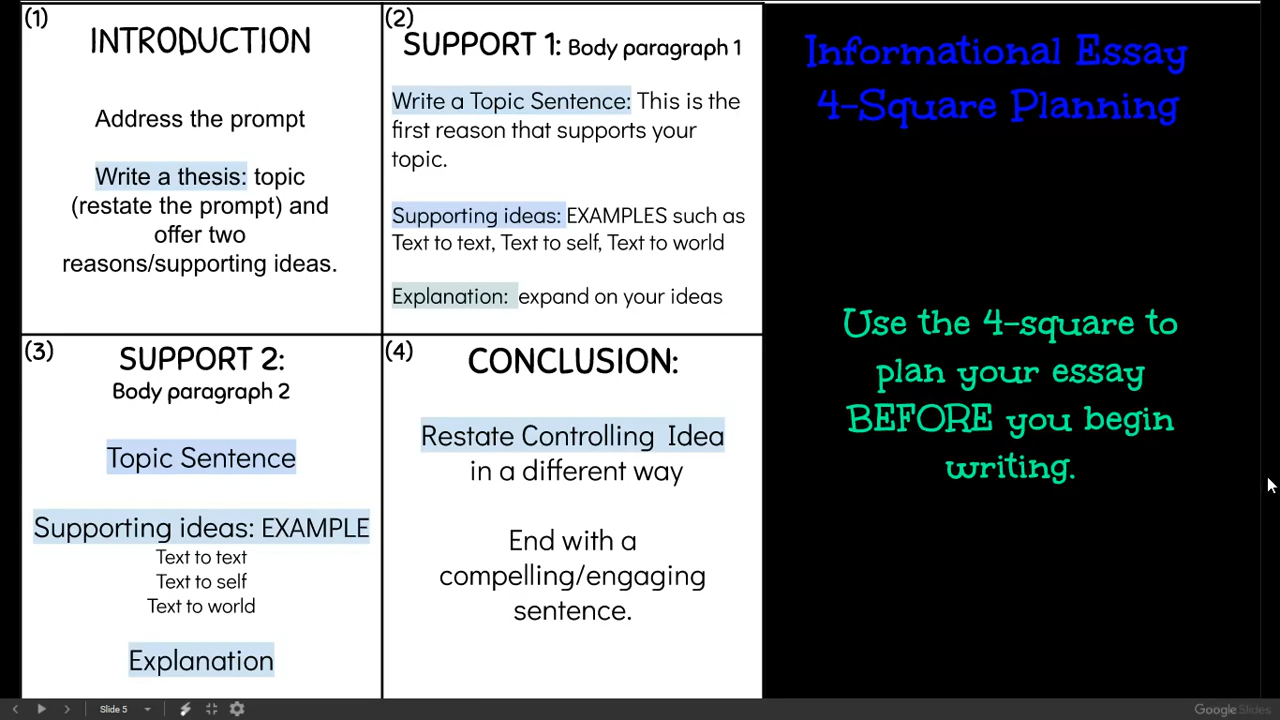 (1)
INTRODUCTION
Address the prompt
Write a thesis: topic
(restate the prompt) and
offer two
reasons/supporting ideas.
(2)
SUPPORT 1: Body paragraph 1
Write a Topic Sentence: This is the
first reason that supports your
topic.
Supporting ideas: EXAMPLES such as
Text to text, Text to self, Text to world
Explanation: expand on your ideas
(3)
SUPPORT 2:
Body paragraph 2
Topic Sentence
Supporting ideas: EXAMPLE
Text to text
Text to self
Text to world
Explanation
(4)
CONCLUSION:
Restate Controlling Idea
in a different way
End with a
compelling/engaging
sentence.
Informational Essay
4-Square Planning
Use the 4-square to
plan your essay
BEFORE you begin
writing.
Slide 5
Google Slides